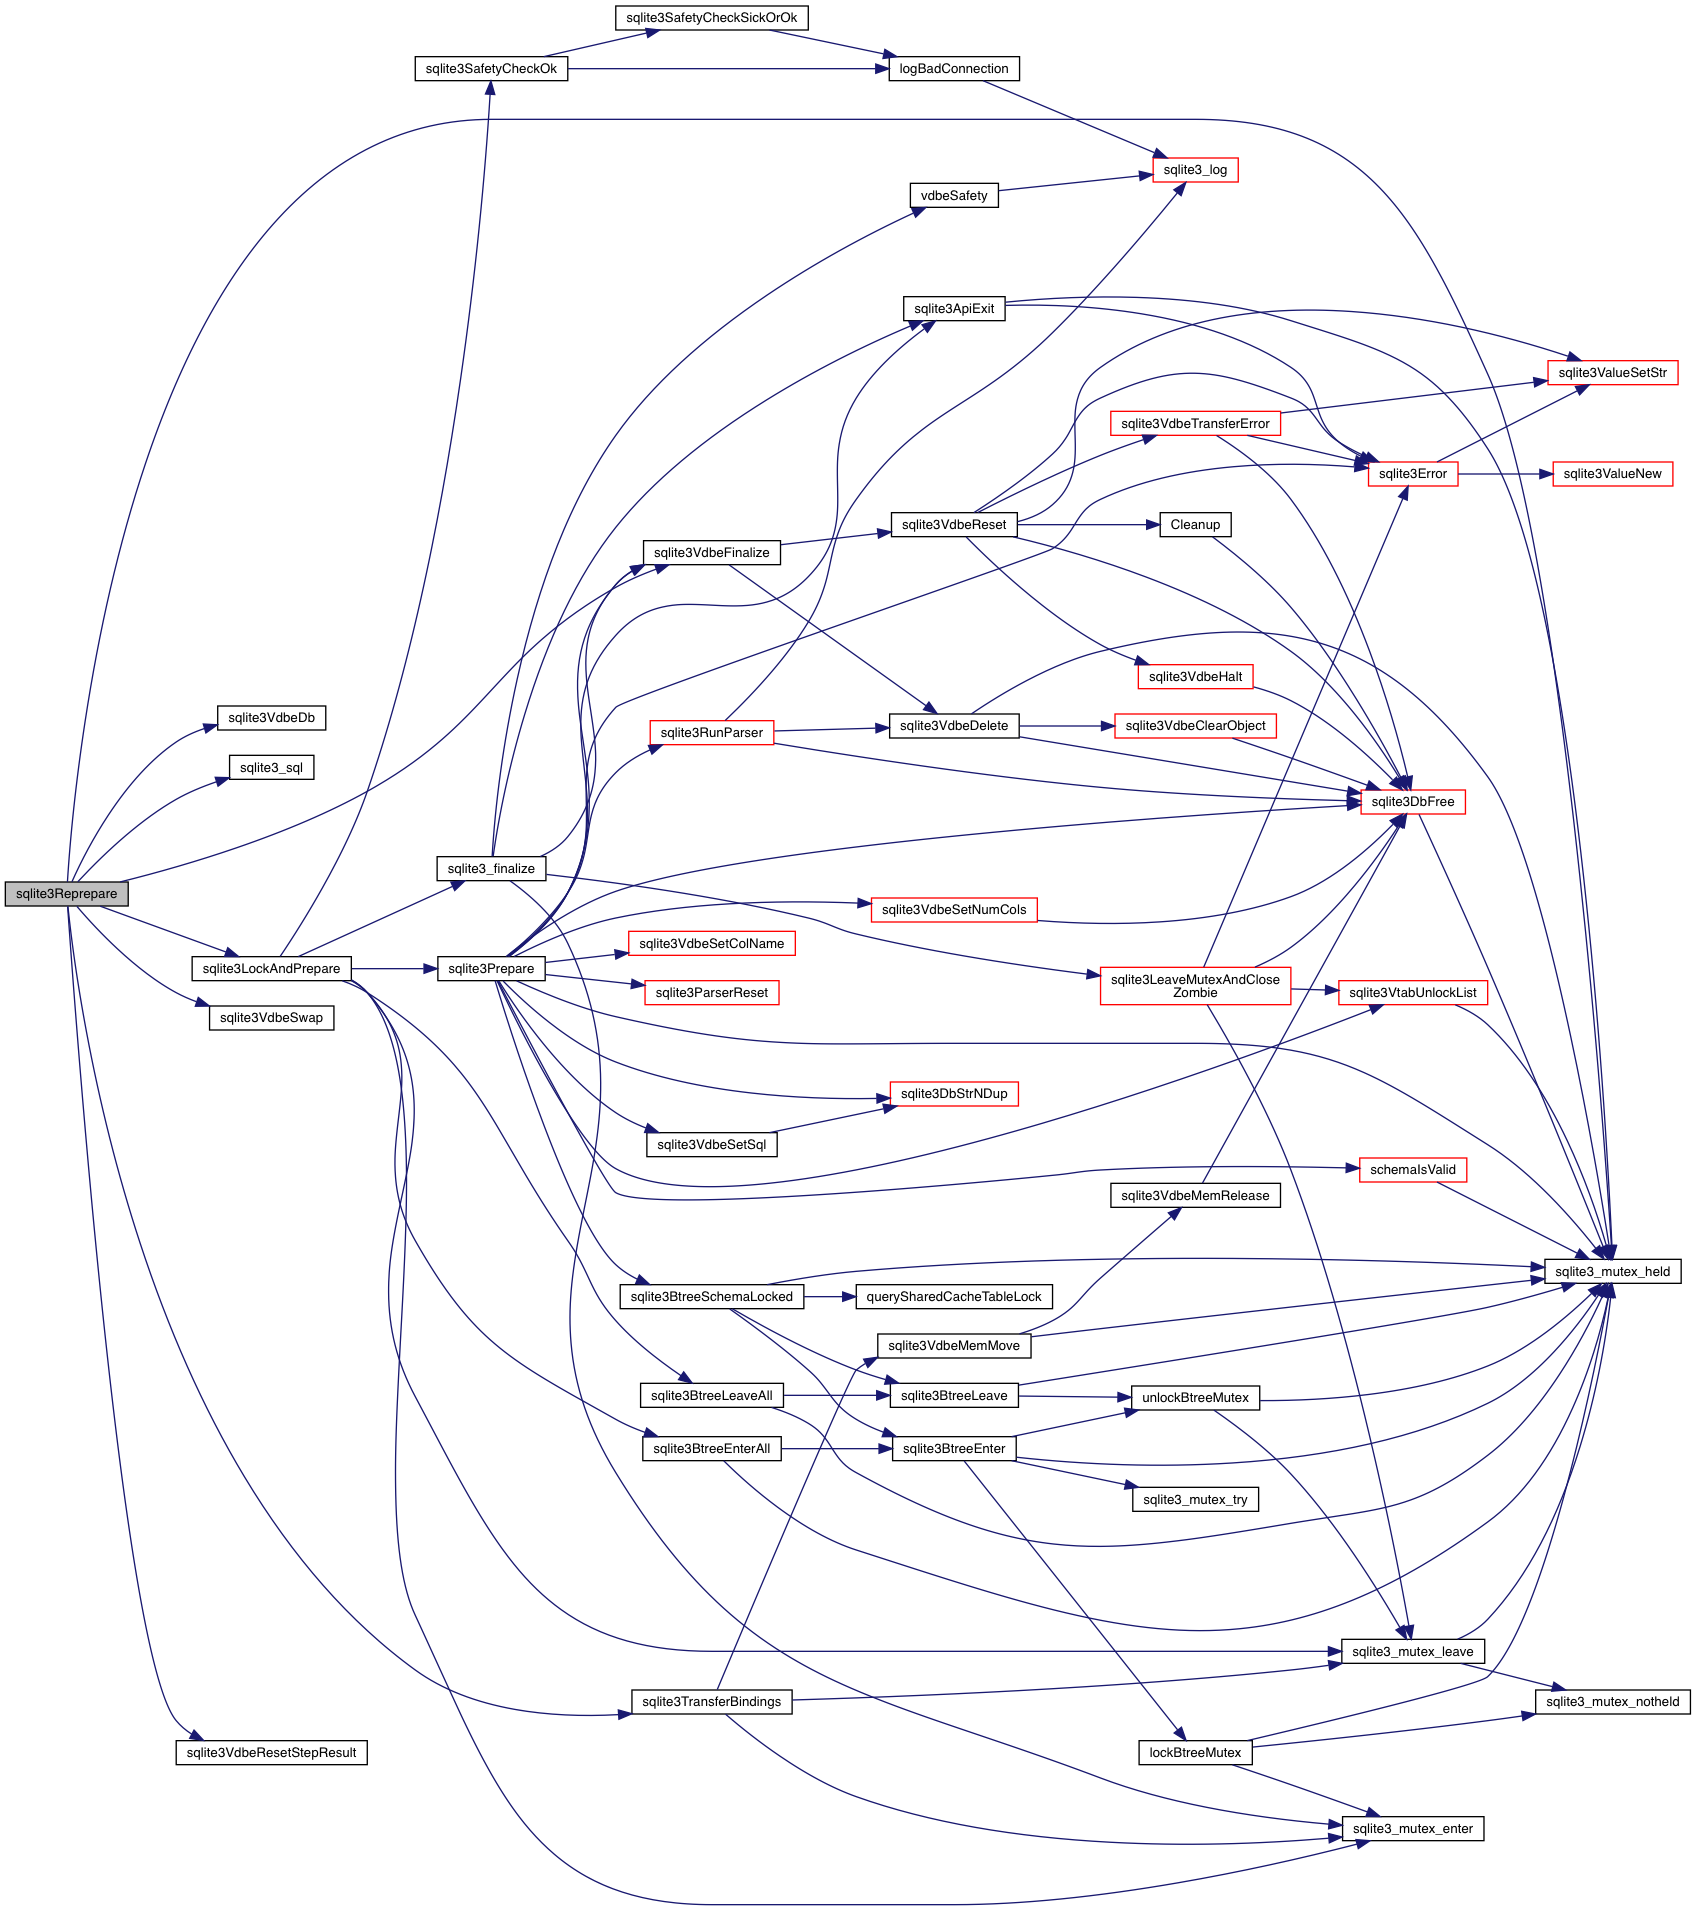 sqlite3SafetyCheckSickOrOk
sqlite3SafetyCheckOk
logBadConnection
sqlite3_log
vdbeSafety
sqlite3ApiExit
sqlite3ValueSetStr
sqlite3VdbeTransferError
sqlite3Error
sqlite3ValueNew
sqlite3VdbeReset
Cleanup
sqlite3VdbeFinalize
sqlite3VdbeHalt
sqlite3VdbeDb
sqlite3RunParser
sqlite3VdbeDelete
sqlite3VdbeClearObject
sqlite3_sql
sqlite3DbFree
sqlite3_finalize
sqlite3Reprepare
sqlite3VdbeSetNumCols
sqlite3VdbeSetColName
sqlite3LockAndPrepare
sqlite3Prepare
sqlite3LeaveMutexAndClose
Zombie
sqlite3ParserReset
sqlite3VtabUnlockList
sqlite3VdbeSwap
sqlite3DbStrNDup
sqlite3VdbeSetSql
schemaIsValid
sqlite3VdbeMemRelease
sqlite3_mutex_held
sqlite3BtreeSchemaLocked
querySharedCacheTableLock
sqlite3VdbeMemMove
sqlite3BtreeLeaveAll
sqlite3BtreeLeave
unlockBtreeMutex
sqlite3BtreeEnterAll
sqlite3BtreeEnter
sqlite3_mutex_try
sqlite3_mutex_leave
sqlite3TransferBindings
sqlite3_mutex_notheld
sqlite3VdbeResetStepResult
lockBtreeMutex
sqlite3_mutex_enter